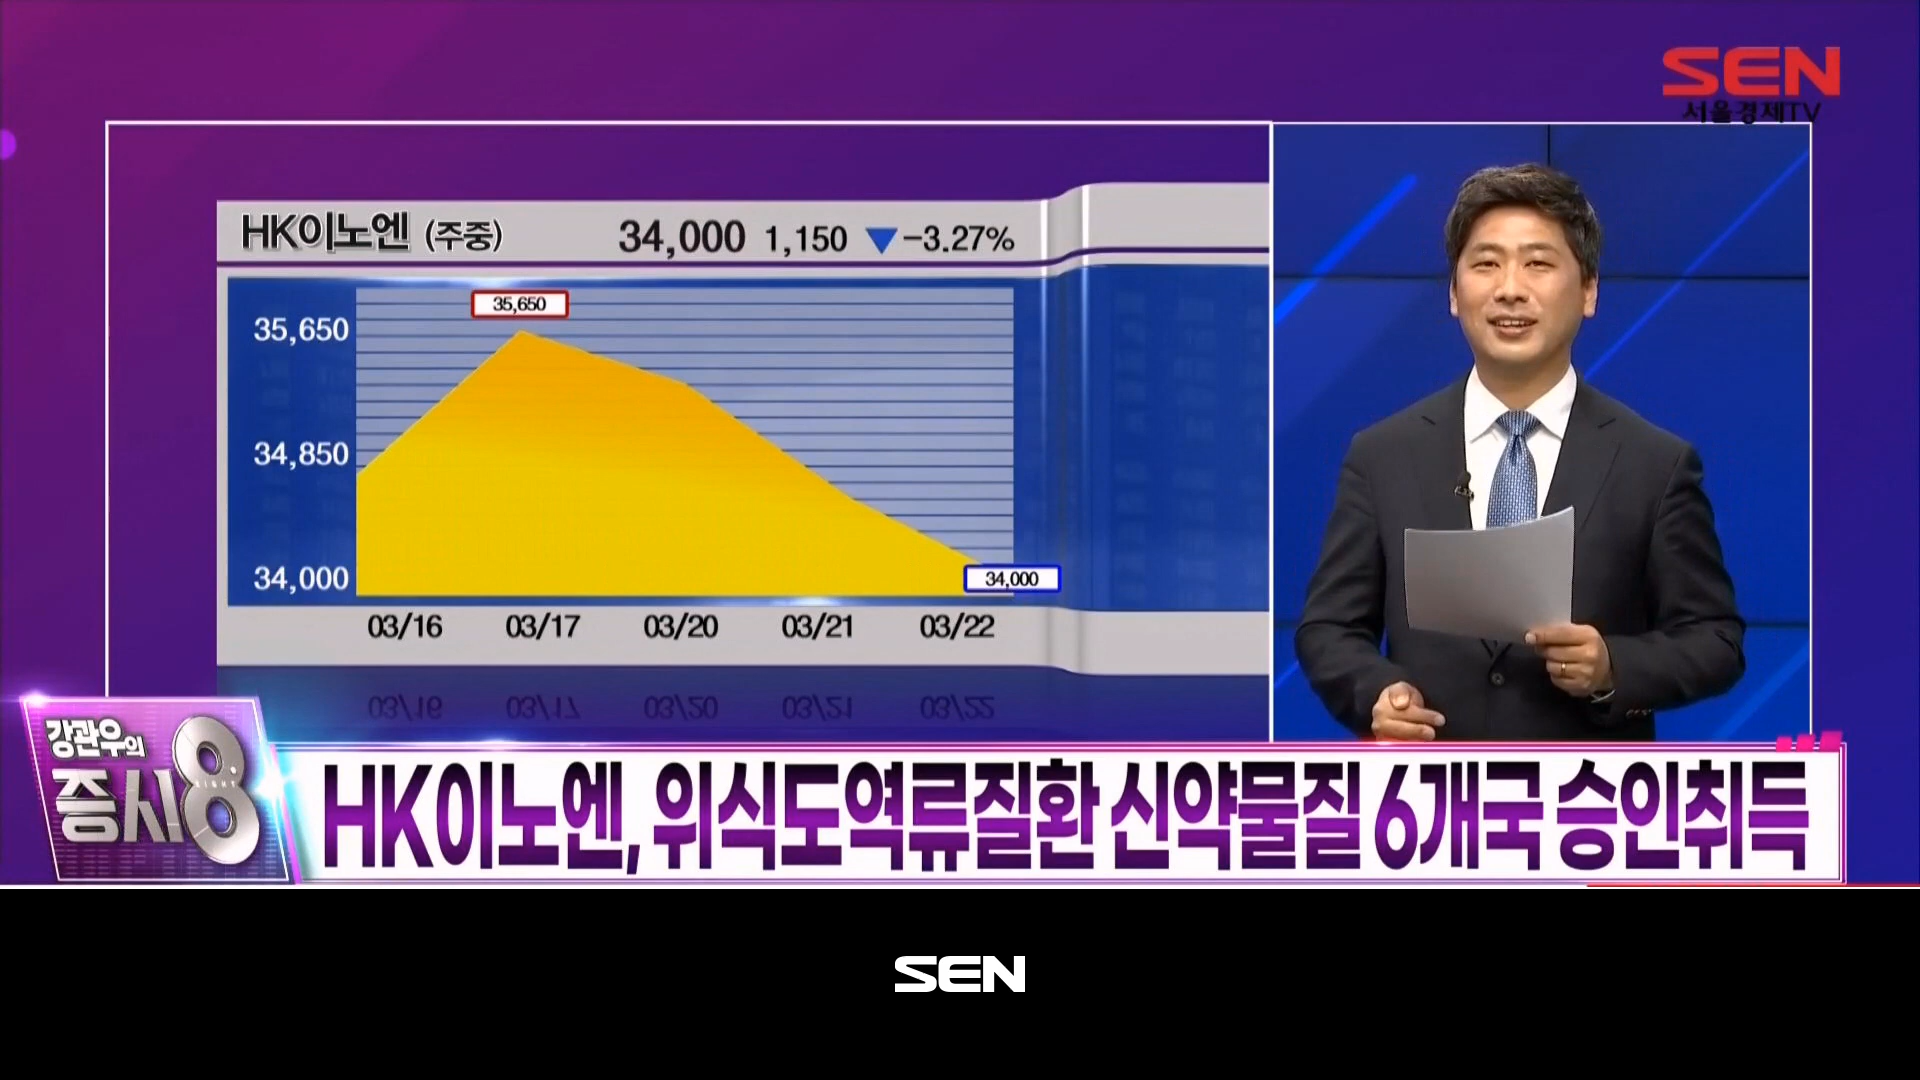 SEN
서울경제TV
HK이노엔 (주중) 34,000 1,150 ▼-3.27%
35,650
35,650
34,850
34,000
34,000
03/16 03/17 03/20 03/21 03/22
강관우의
증시8
EIGHT
HK이노엔, 위식도역류질환 신약물질 6개국 승인취득
SEN